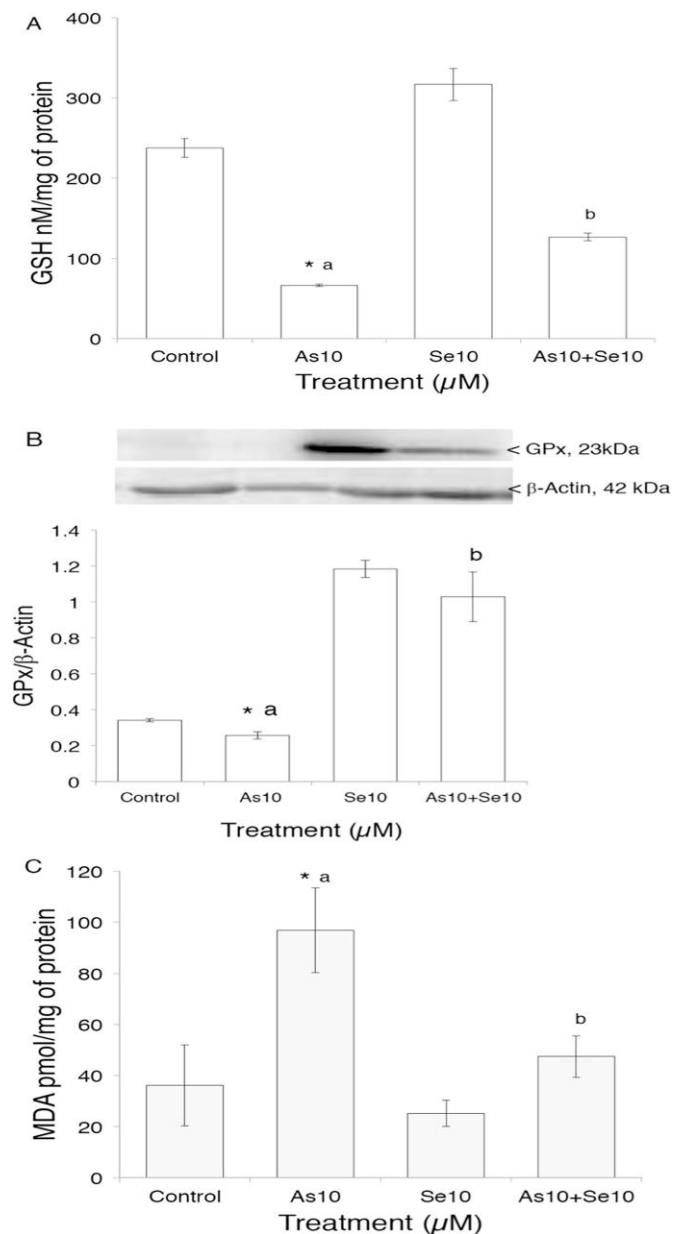 A
400
300
200
100
0
GSH nM/mg of protein
* a
b
Control As10 Se10 As10+Se10
Treatment (µM)
B
< GPx, 23kDa
< β-Actin, 42 kDa
1.4
1.2
1
0.8
0.6
0.4
0.2
0
GPx/β-Actin
* a
b
Control As10 Se10 As10+Se10
Treatment (µM)
C
120
100
80
60
40
20
0
MDA pmol/mg of protein
* a
b
Control As10 Se10 As10+Se10
Treatment (µM)